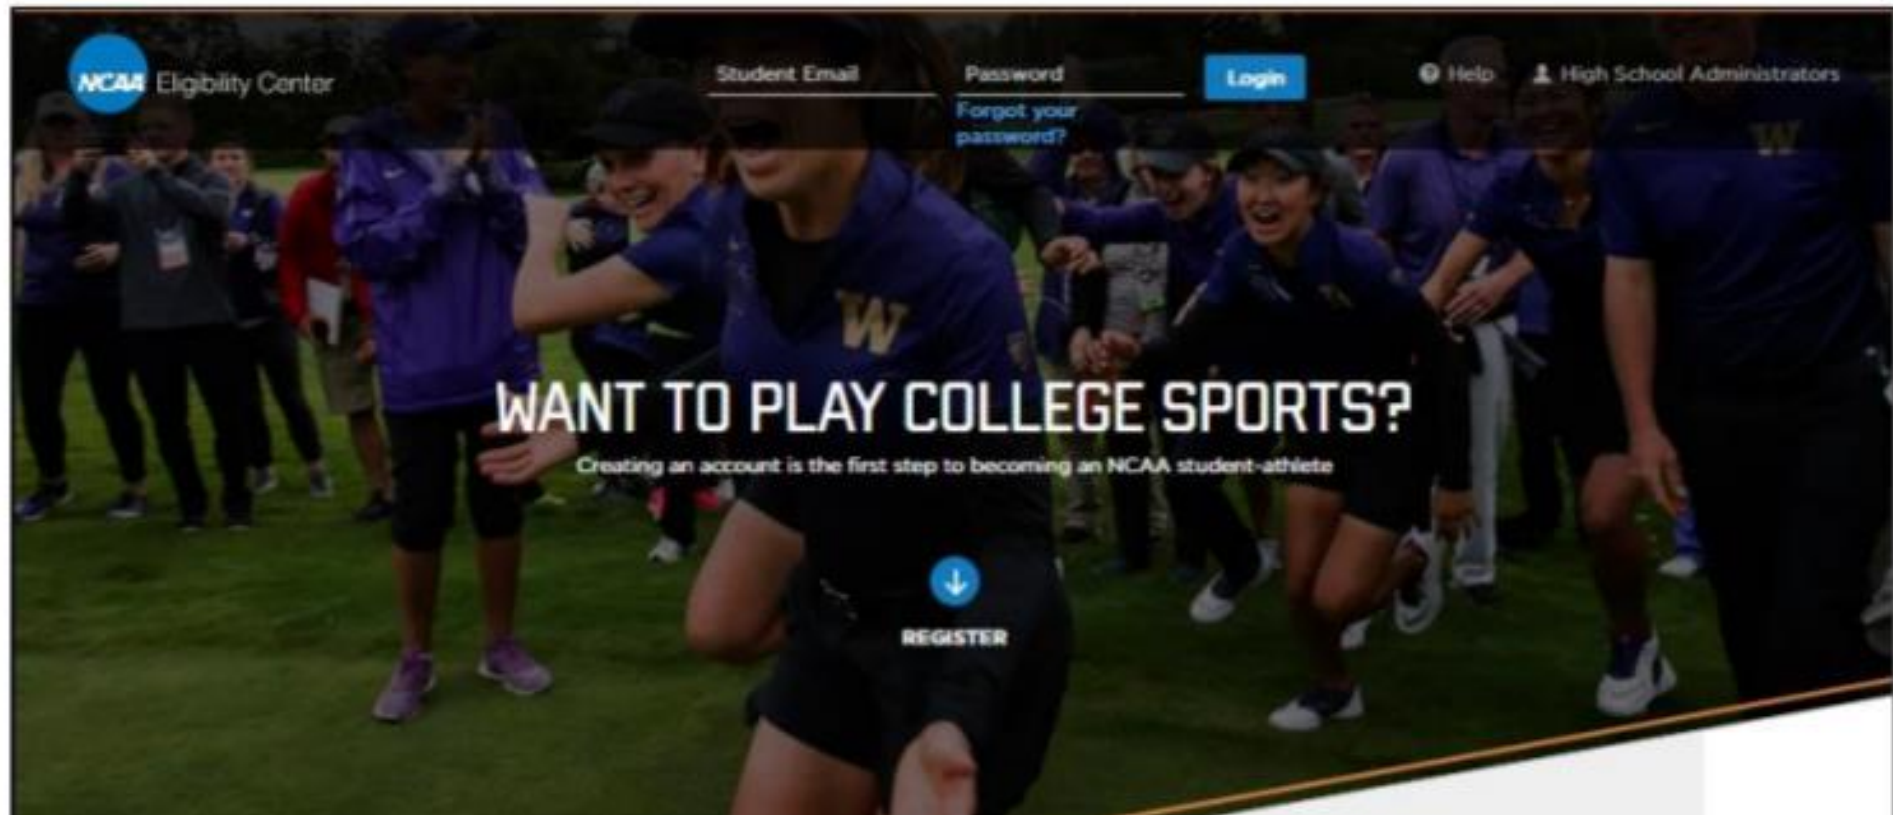 NCAA Eligibility Center
Student Email
Password
Login
Help
High School Administrators
Forgot your
password?
W
W
WANT TO PLAY COLLEGE SPORTS?
Creating an account is the first step to becoming an NCAA student-athlete
REGISTER